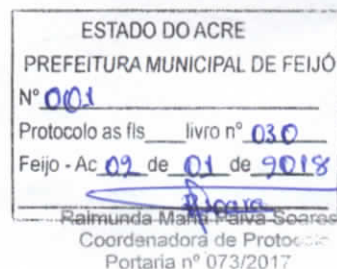 ESTADO DO ACRE
PREFEITURA MUNICIPAL DE FEIJÓ
Nº 001
Protocolo as fls____livro nº 030
Feijo - Ac 02 de 01 de 2018
Raimunda Maria Paiva Soares
Coordenadora de Protocolo
Portaria nº 073/2017